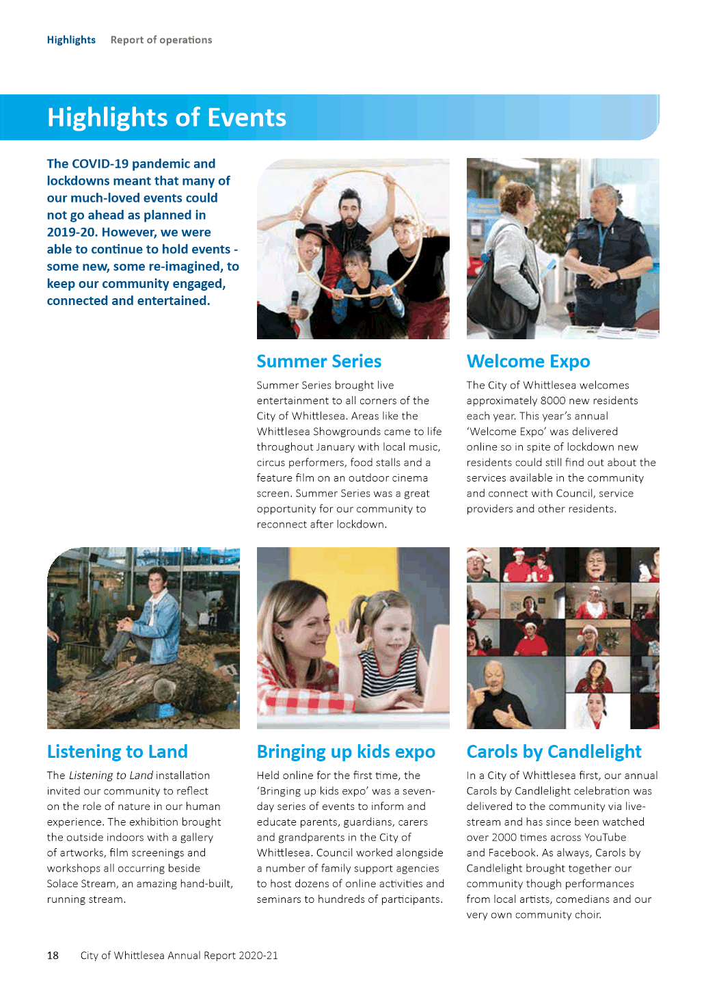 Highlights Report of operations
Highlights of Events
The COVID-19 pandemic and
lockdowns meant that many of
our much-loved events could
not go ahead as planned in
2019-20. However, we were
able to continue to hold events -
some new, some re-imagined, to
keep our community engaged,
connected and entertained.
Summer Series
Summer Series brought live
entertainment to all corners of the
City of Whittlesea. Areas like the
Whittlesea Showgrounds came to life
throughout January with local music,
circus performers, food stalls and a
feature film on an outdoor cinema
screen. Summer Series was a great
opportunity for our community to
reconnect after lockdown.
Welcome Expo
The City of Whittlesea welcomes
approximately 8000 new residents
each year. This year’s annual
‘Welcome Expo’ was delivered
online so in spite of lockdown new
residents could still find out about the
services available in the community
and connect with Council, service
providers and other residents.
Listening to Land
The Listening to Land installation
invited our community to reflect
on the role of nature in our human
experience. The exhibition brought
the outside indoors with a gallery
of artworks, film screenings and
workshops all occurring beside
Solace Stream, an amazing hand-built,
running stream.
Bringing up kids expo
Held online for the first time, the
‘Bringing up kids expo’ was a seven-
day series of events to inform and
educate parents, guardians, carers
and grandparents in the City of
Whittlesea. Council worked alongside
a number of family support agencies
to host dozens of online activities and
seminars to hundreds of participants.
Carols by Candlelight
In a City of Whittlesea first, our annual
Carols by Candlelight celebration was
delivered to the community via live-
stream and has since been watched
over 2000 times across YouTube
and Facebook. As always, Carols by
Candlelight brought together our
community though performances
from local artists, comedians and our
very own community choir.
18 City of Whittlesea Annual Report 2020-21